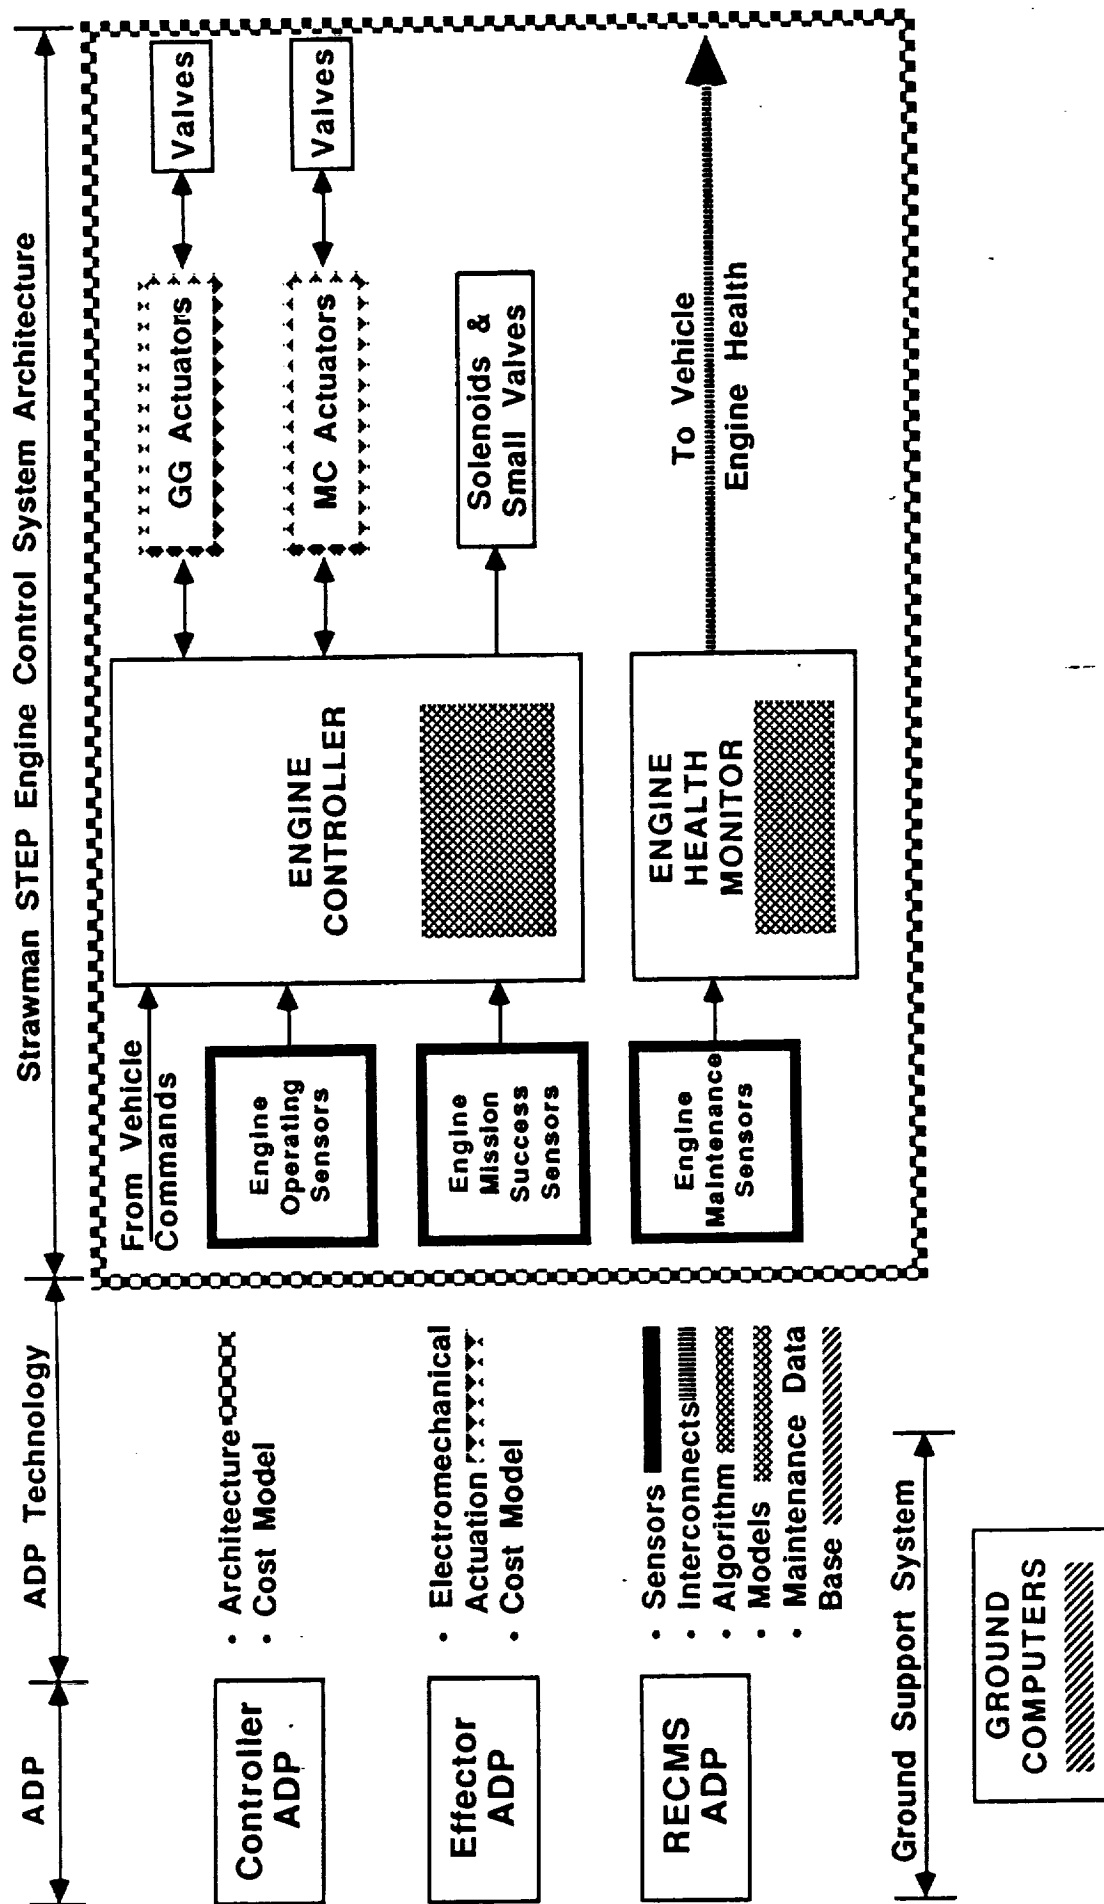 ADP
ADP Technology
Strawman STEP Engine Control System Architecture
Controller
ADP
• Architecture
• Cost Model
Effector
ADP
• Electromechanical
Actuation
• Cost Model
RECMS
ADP
• Sensors
• Interconnects
• Algorithm
• Models
• Maintenance Data
Base
From Vehicle
Commands
Engine
Operating
Sensors
Engine
Mission
Success
Sensors
Engine
Maintenance
Sensors
ENGINE
CONTROLLER
ENGINE
HEALTH
MONITOR
GG Actuators
Valves
MC Actuators
Valves
Solenoids &
Small Valves
To Vehicle
Engine Health
Ground Support System
GROUND
COMPUTERS